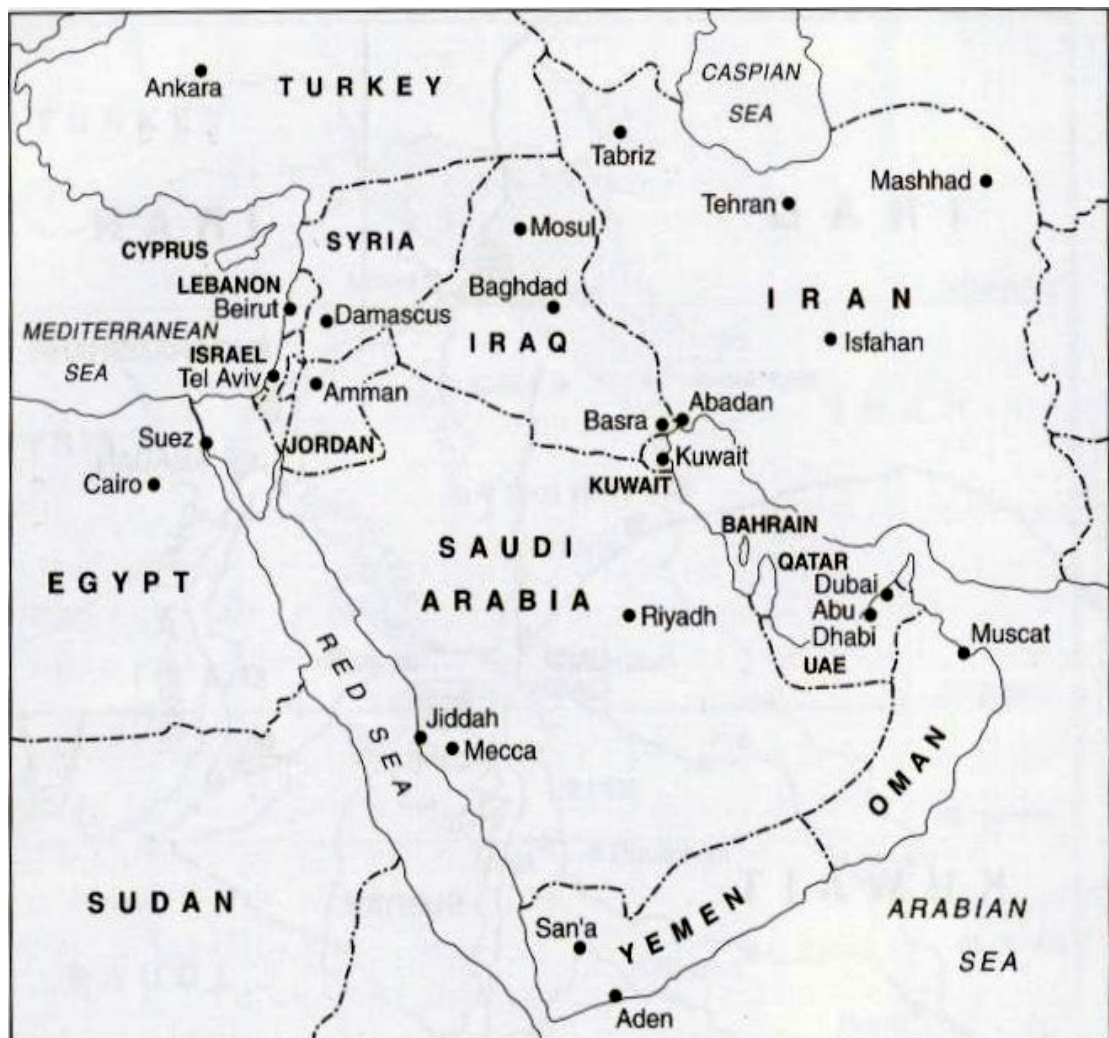 CASPIAN
SEA
Ankara
TURKEY
Tabriz
Mashhad
Tehran
Mosul
CYPRUS
SYRIA
LEBANON
Beirut
Baghdad
IRAN
Damascus
MEDITERRANEAN
SEA
IRAQ
Isfahan
ISRAEL
Tel Aviv
Amman
Abadan
Basra
Suez
JORDAN
Kuwait
KUWAIT
Cairo
BAHRAIN
SAUDI
ARABIA
QATAR
EGYPT
Dubai
Abu
Dhabi
Riyadh
Muscat
UAE
RED SEA
Jiddah
Mecca
OMAN
SUDAN
YEMEN
ARABIAN
SEA
San'a
Aden